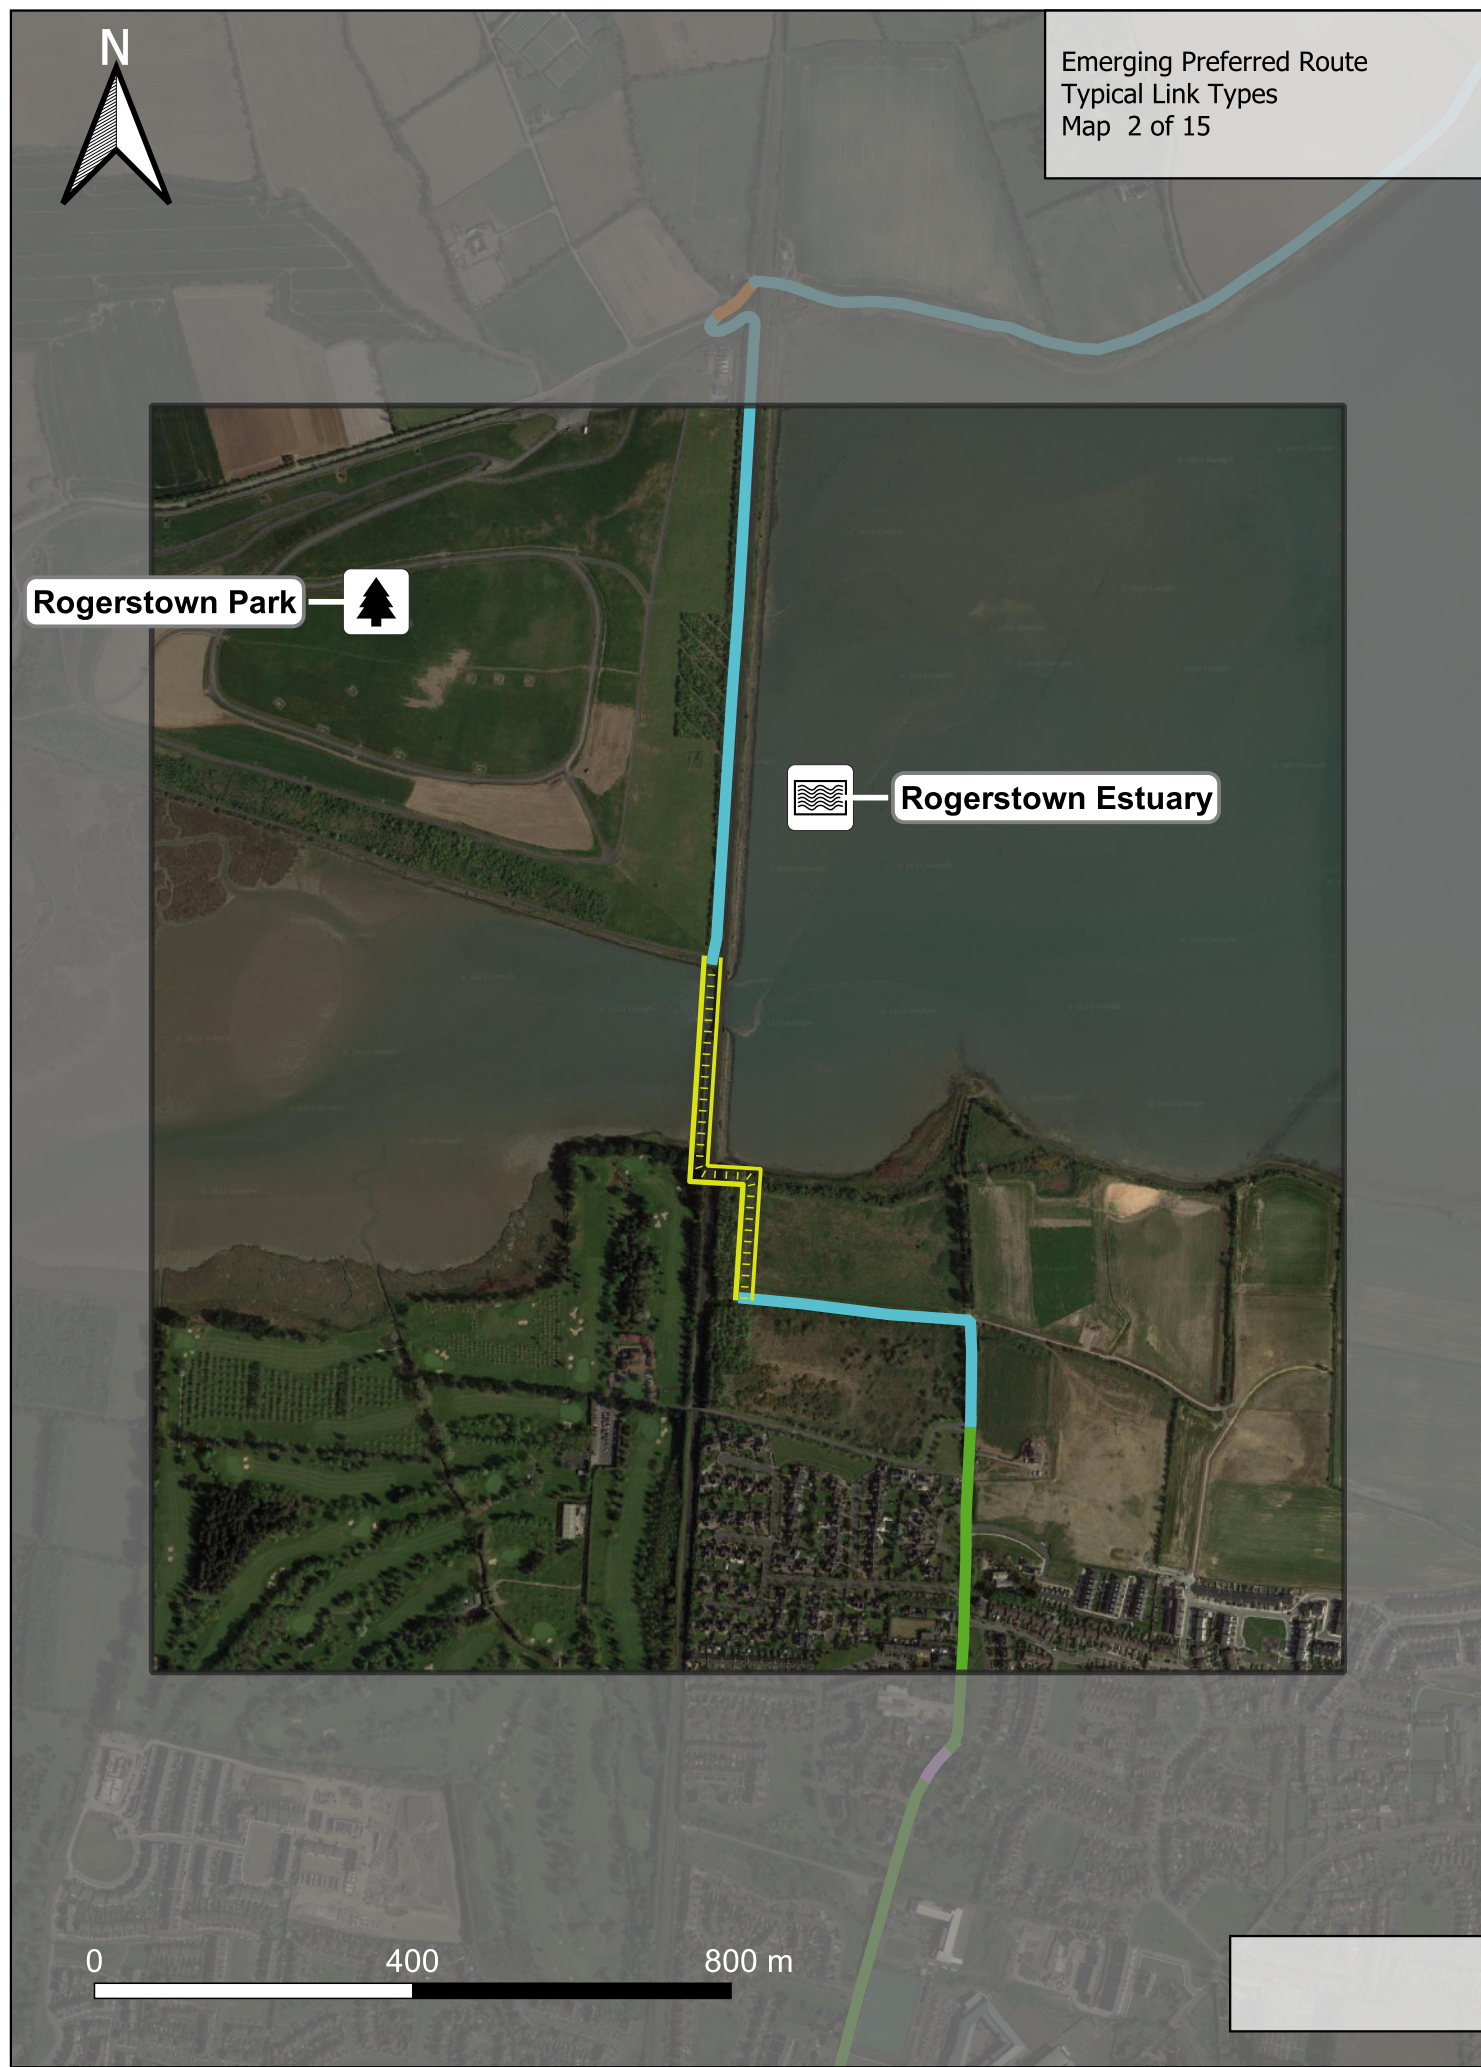 N
Emerging Preferred Route
Typical Link Types
Map 2 of 15
Rogerstown Park
Rogerstown Estuary
0 400 800 m